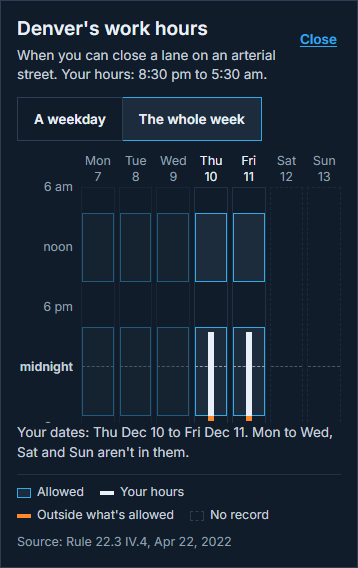 Denver's work hours
Close
When you can close a lane on an arterial
street. Your hours: 8:30 pm to 5:30 am.
A weekday
The whole week
Mon Tue Wed Thu Fri Sat Sun
7 8 9 10 11 12 13
6 am
noon
6 pm
midnight
Your dates: Thu Dec 10 to Fri Dec 11. Mon to Wed,
Sat and Sun aren't in them.
Allowed
Your hours
Outside what's allowed
No record
Source: Rule 22.3 IV.4, Apr 22, 2022